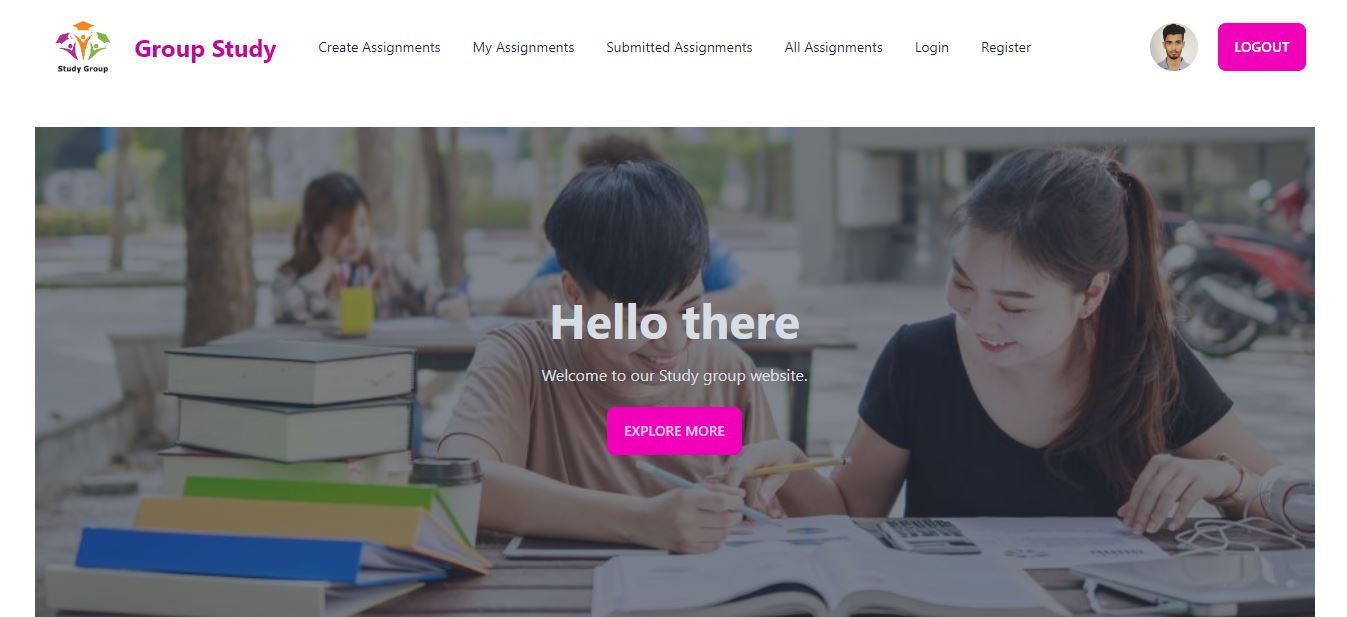 Study Group
Group Study
Create Assignments
My Assignments
Submitted Assignments
All Assignments
Login
Register
LOGOUT
Hello there
Welcome to our Study group website.
EXPLORE MORE